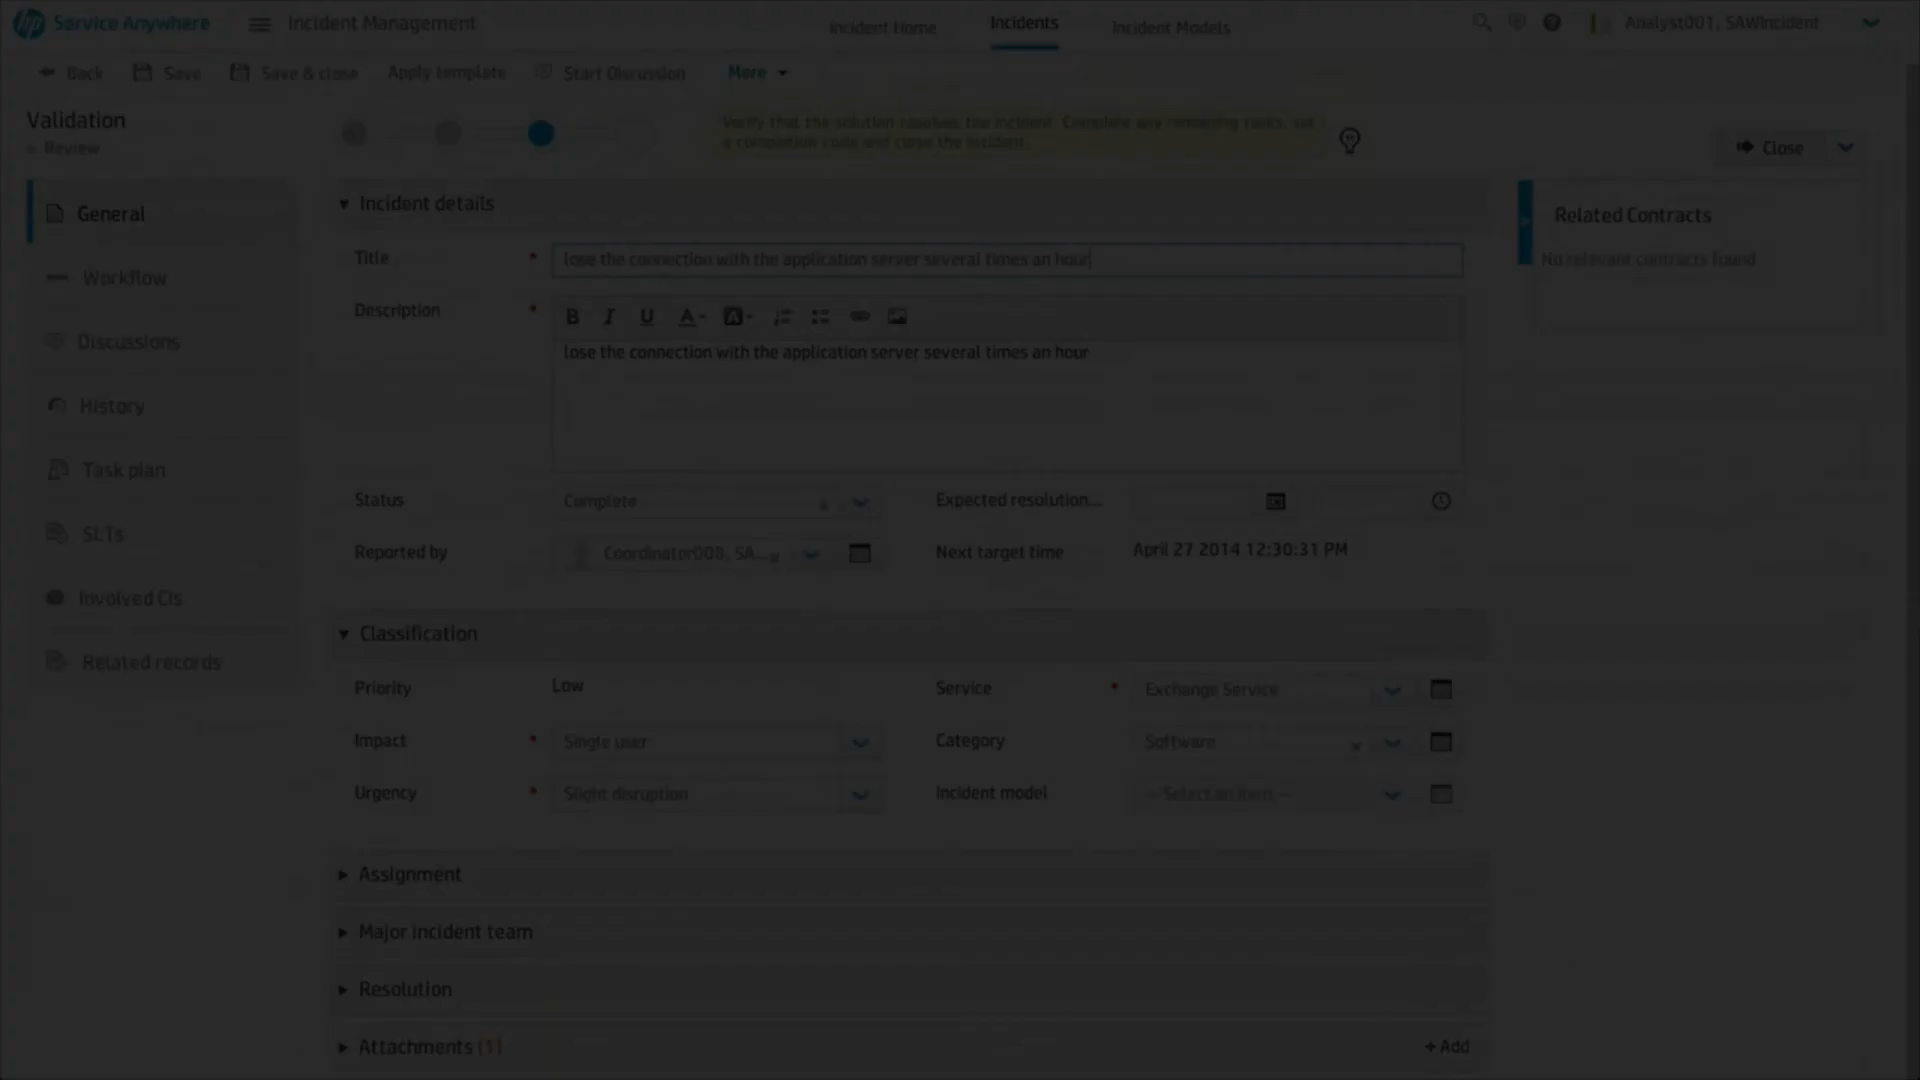 hp Service Anywhere
Incident Management
Incident Home
Incidents
Incident Models
Analyst001, SAWIncident
Back
Save
Save & close
Apply template
Start Discussion
More
Validation
Review
Verify that the solution resolves the incident. Complete any remaining tasks, set
a completion code and close the incident.
Close
General
Workflow
Discussions
History
Task plan
SLTs
Involved CIs
Related records
Incident details
Title *
lose the connection with the application server several times an hour
Description *
B I U A A
lose the connection with the application server several times an hour
Status
Complete
Expected resolution...
Reported by
Coordinator008, SA...
Next target time
April 27 2014 12:30:31 PM
Classification
Priority
Low
Service *
Exchange Service
Impact *
Single user
Category
Software
Urgency *
Slight disruption
Incident model
-- Select an item --
Assignment
Major incident team
Resolution
Attachments (1)
+ Add
Related Contracts
No relevant contracts found